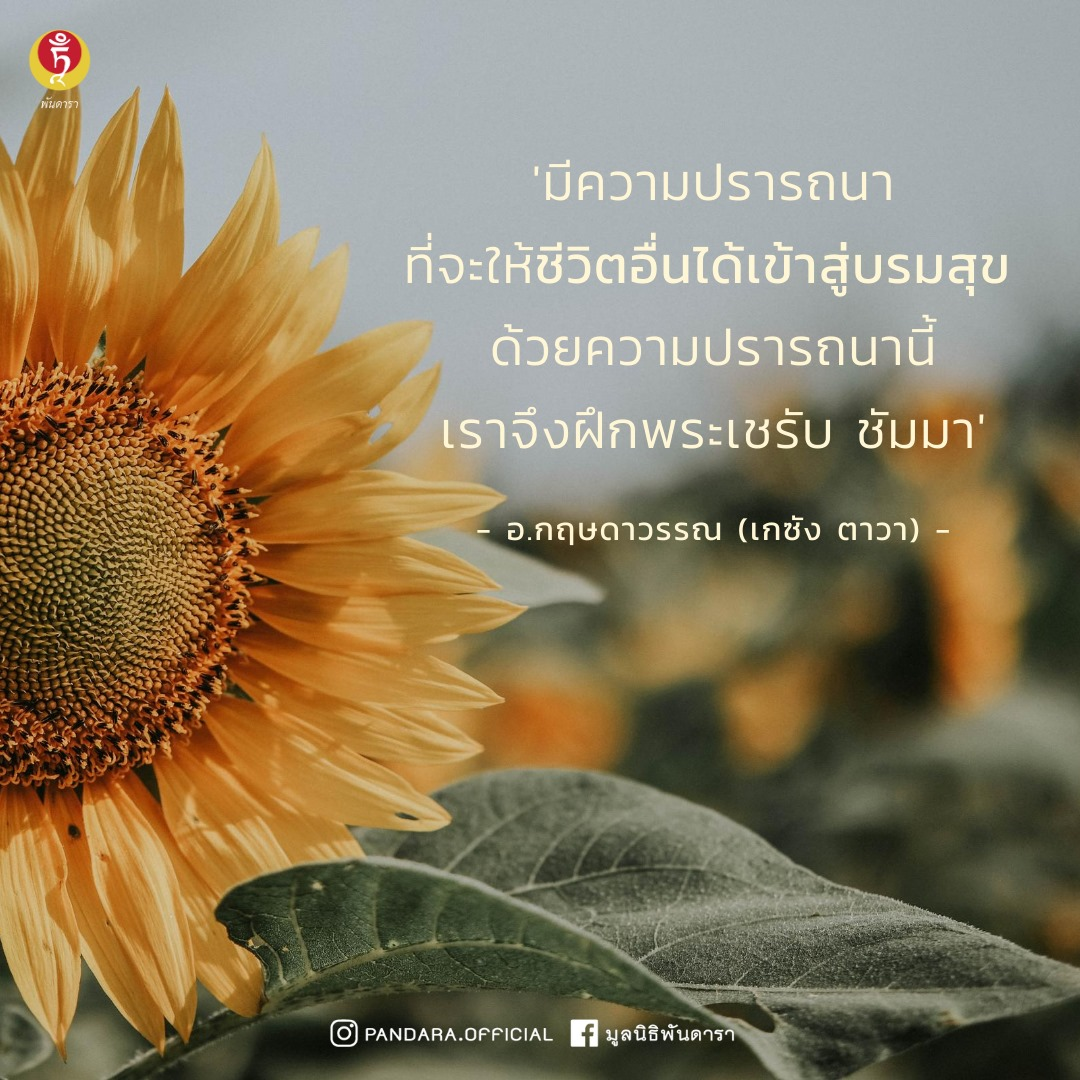 พันดารา
'มีความปรารถนา
ที่จะให้ชีวิตอื่นได้เข้าสู่บรมสุข
ด้วยความปรารถนานี้
เราจึงฝึกพระเชรับ ชัมมา'
- อ.กฤษดาวรรณ (เกซัง ตาวา) -
PANDARA.OFFICIAL มูลนิธิพันดารา